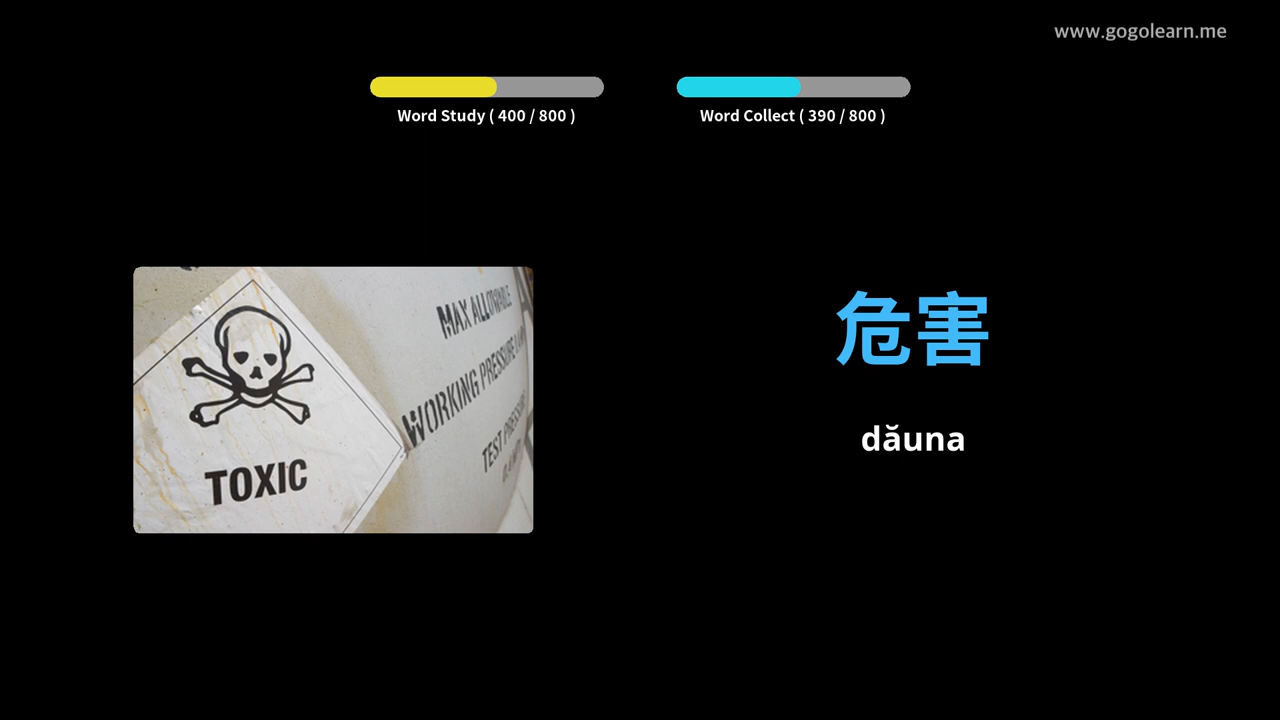 www.gogolearn.me
Word Study ( 400 / 800 )
Word Collect ( 390 / 800 )
TOXIC
MAX ALLOWABLE
WORKING PRESSURE
TEST PRESSURE
危害
dăuna